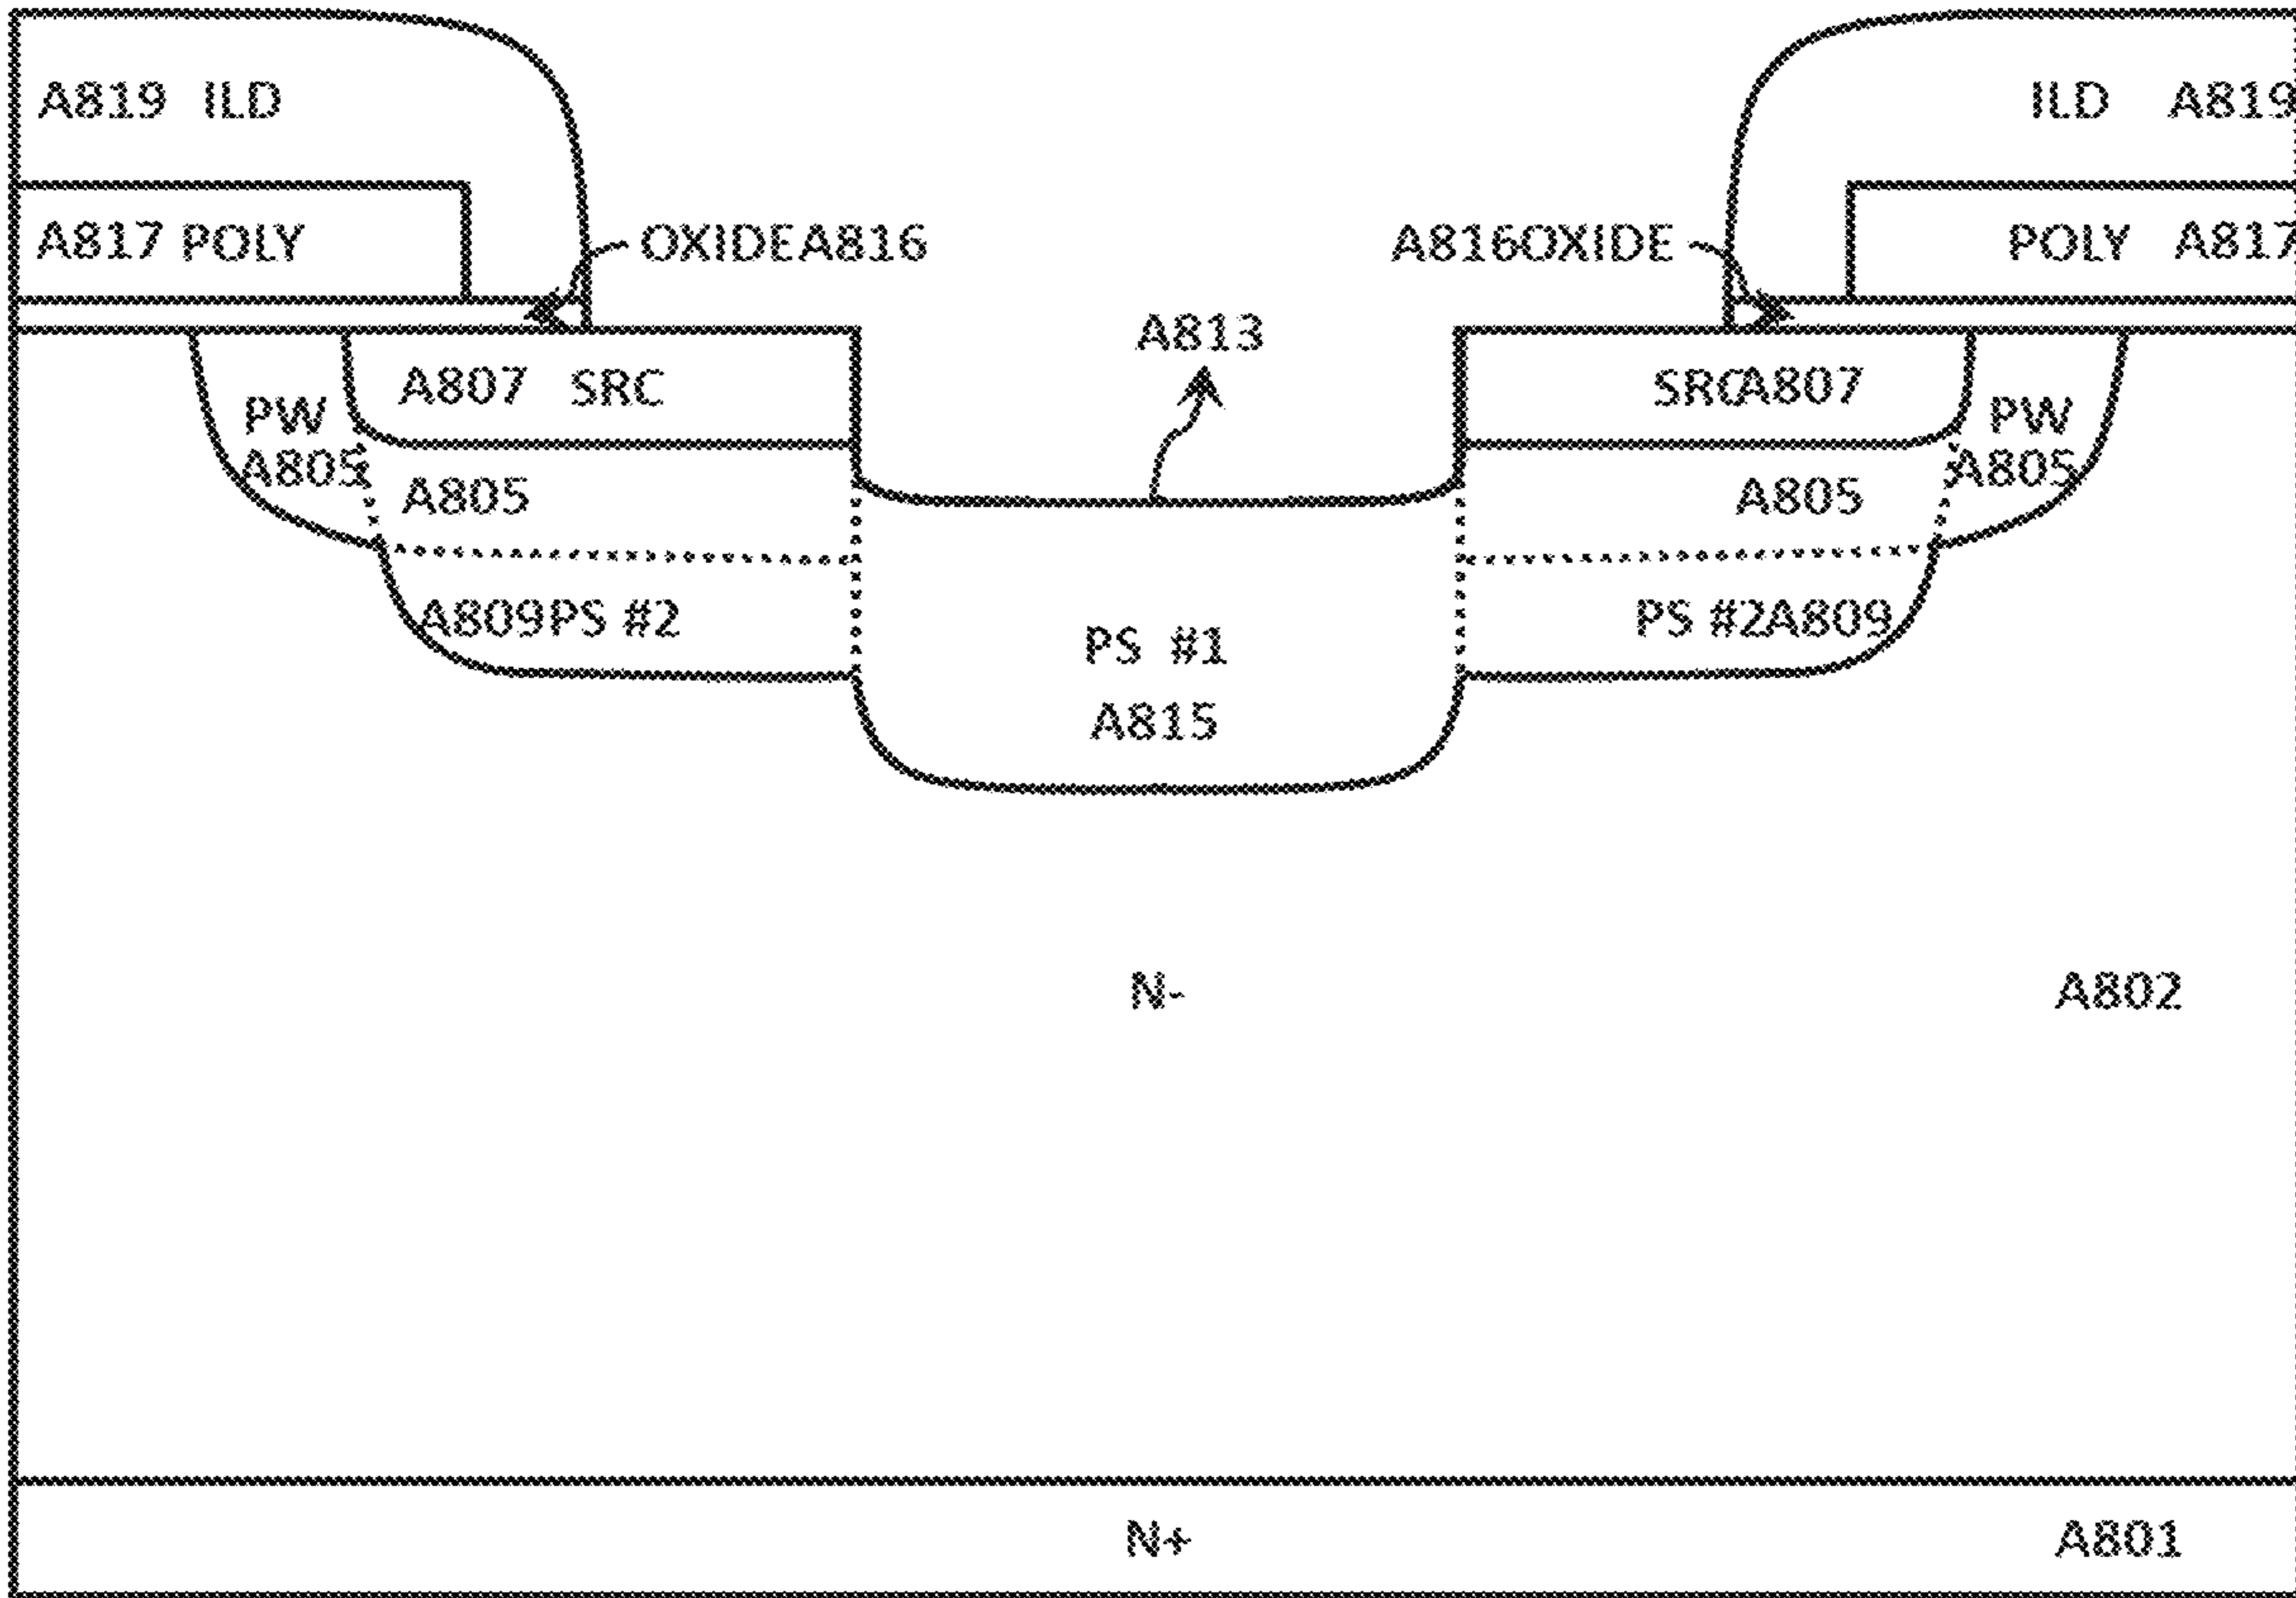 A819 ILD
ILD A819
A817 POLY
OXIDEA816
A816OXIDE
POLY A817
A813
A807 SRC
SRCA807
PW
A805
PW
A805
A805
A805
A809PS #2
PS #1
A815
PS #2A809
N-
A802
N+
A801